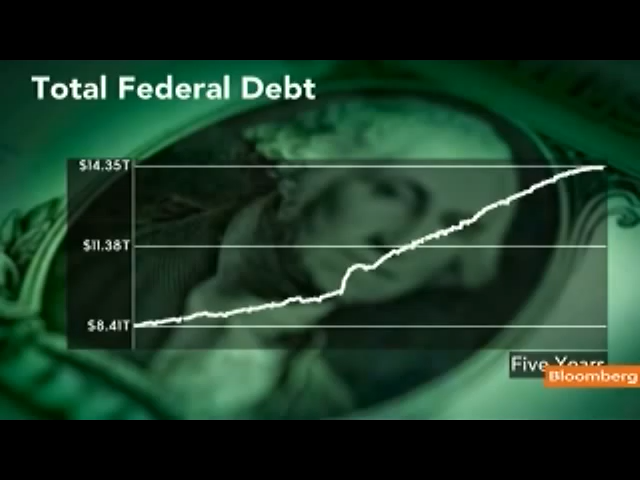 Total Federal Debt
$14.35T
$11.38T
$8.41T
Five Years
Bloomberg